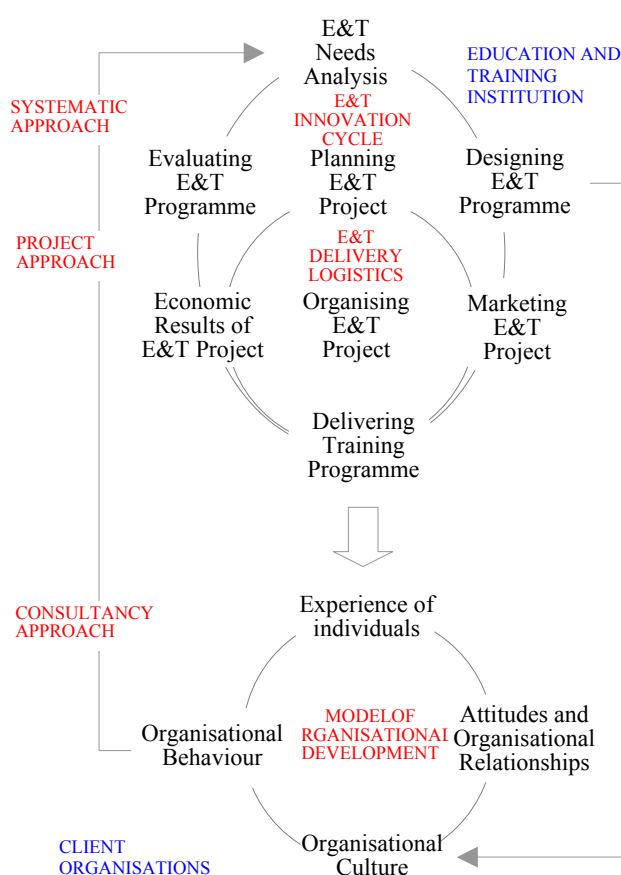 E&T
Needs
Analysis
EDUCATION AND
TRAINING
INSTITUTION
SYSTEMATIC
APPROACH
E&T
INNOVATION
CYCLE
Evaluating
E&T
Programme
Planning
E&T
Project
Designing
E&T
Programme
PROJECT
APPROACH
E&T
DELIVERY
LOGISTICS
Economic
Results of
E&T Project
Organising
E&T
Project
Marketing
E&T
Project
Delivering
Training
Programme
CONSULTANCY
APPROACH
Experience of
individuals
Organisational
Behaviour
MODELOF
RGANISATIONAL
DEVELOPMENT
Attitudes and
Organisational
Relationships
CLIENT
ORGANISATIONS
Organisational
Culture